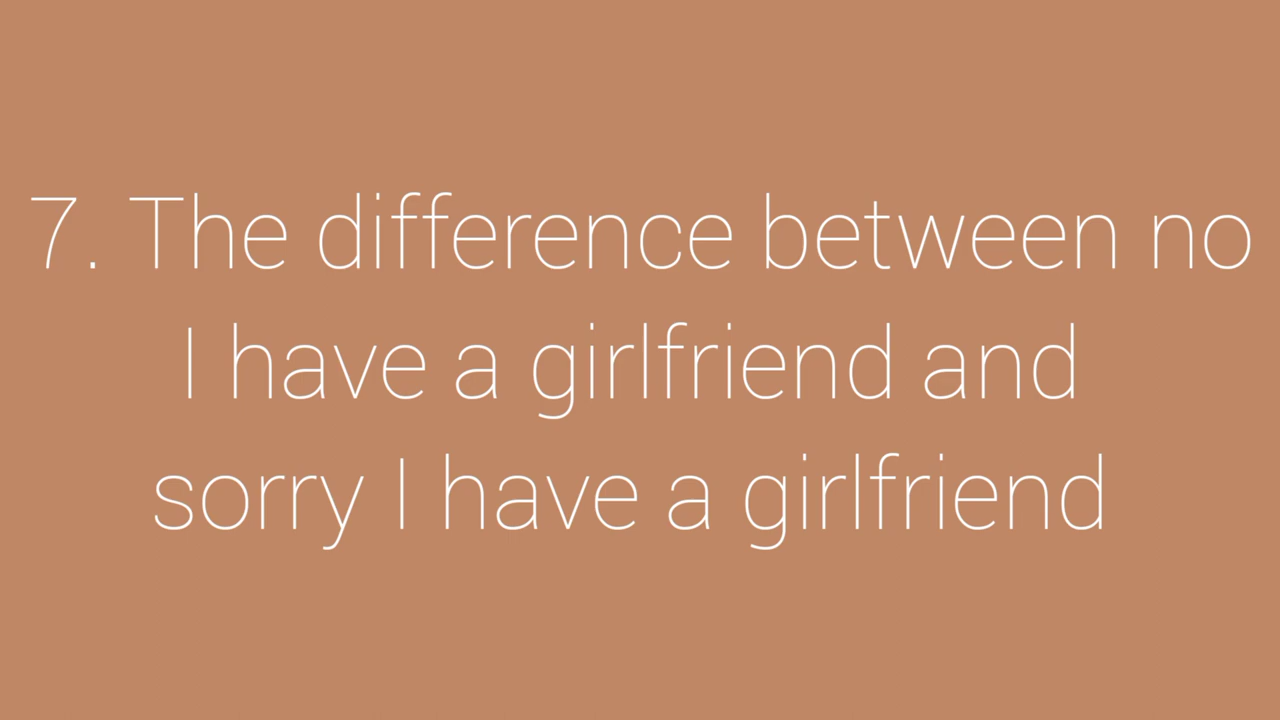 7. The difference between no
I have a girlfriend and
sorry I have a girlfriend